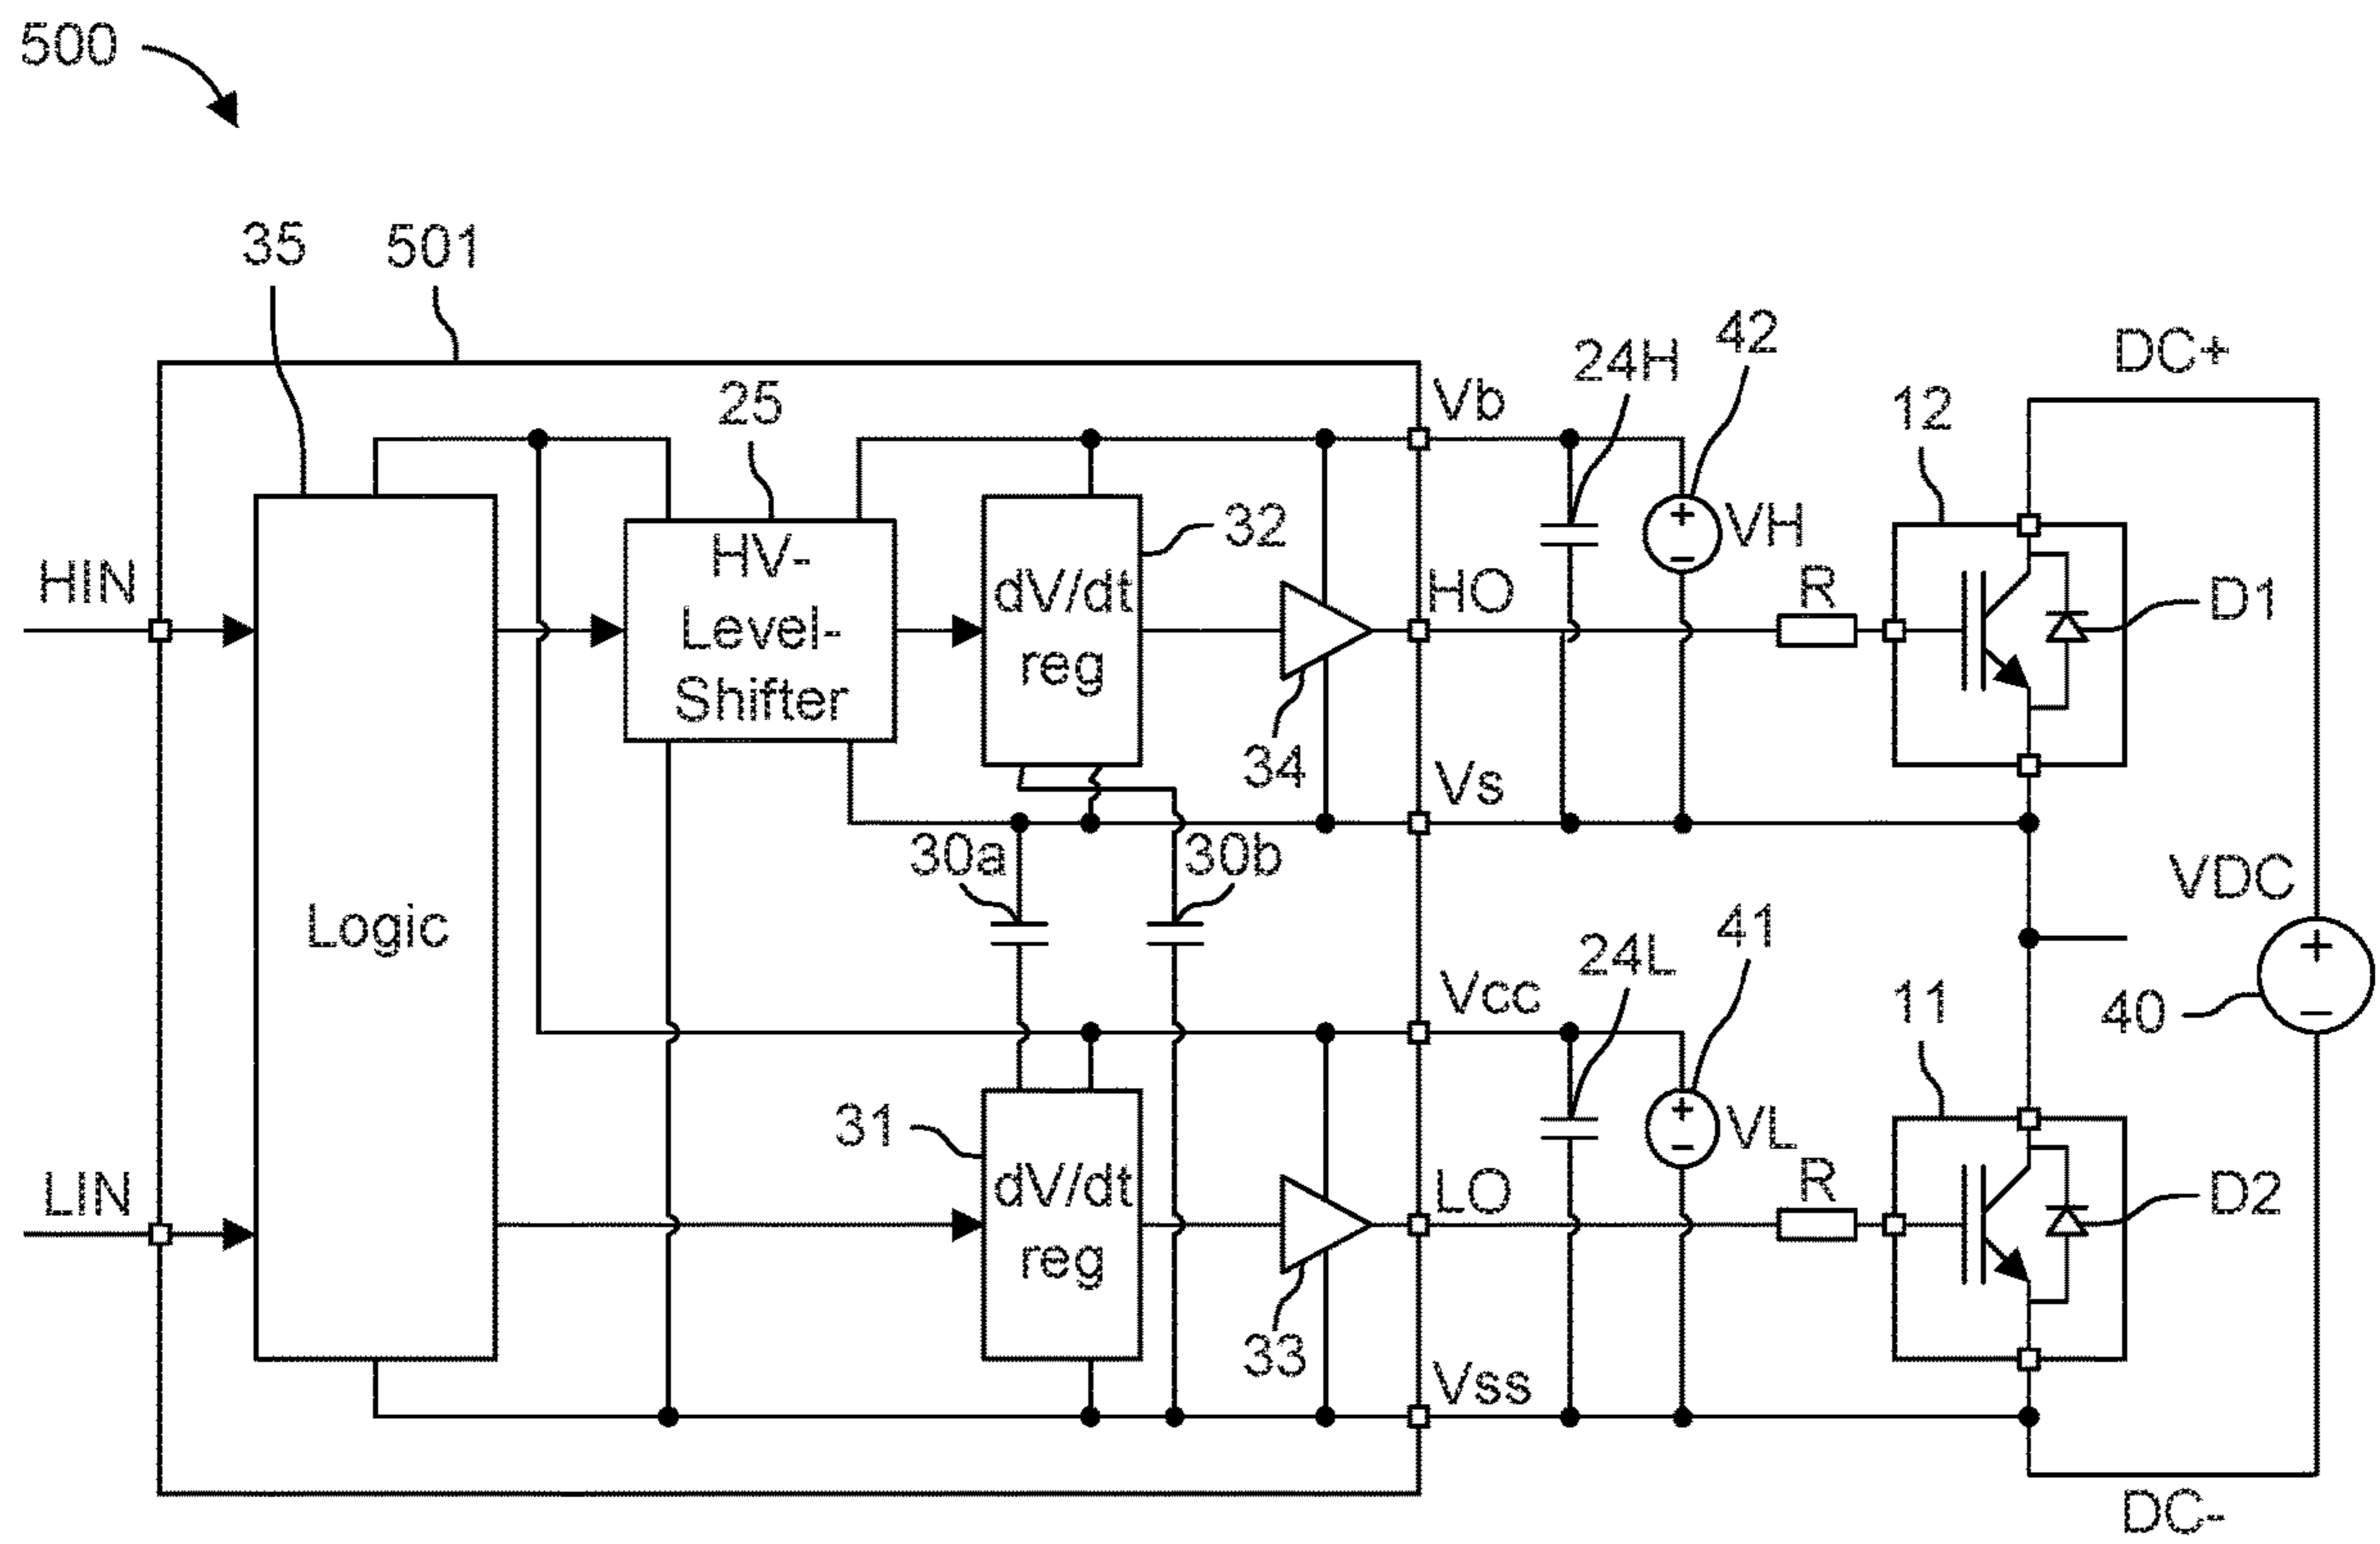 500
35
501
25
Vb
24H
42
12
DC+
HIN
HV-
Level-
Shifter
dV/dt
reg
32
34
HO
VH
R
D1
Vs
30a
30b
Logic
Vcc
24L
41
11
VDC
40
LIN
31
dV/dt
reg
33
LO
VL
R
D2
Vss
DC-